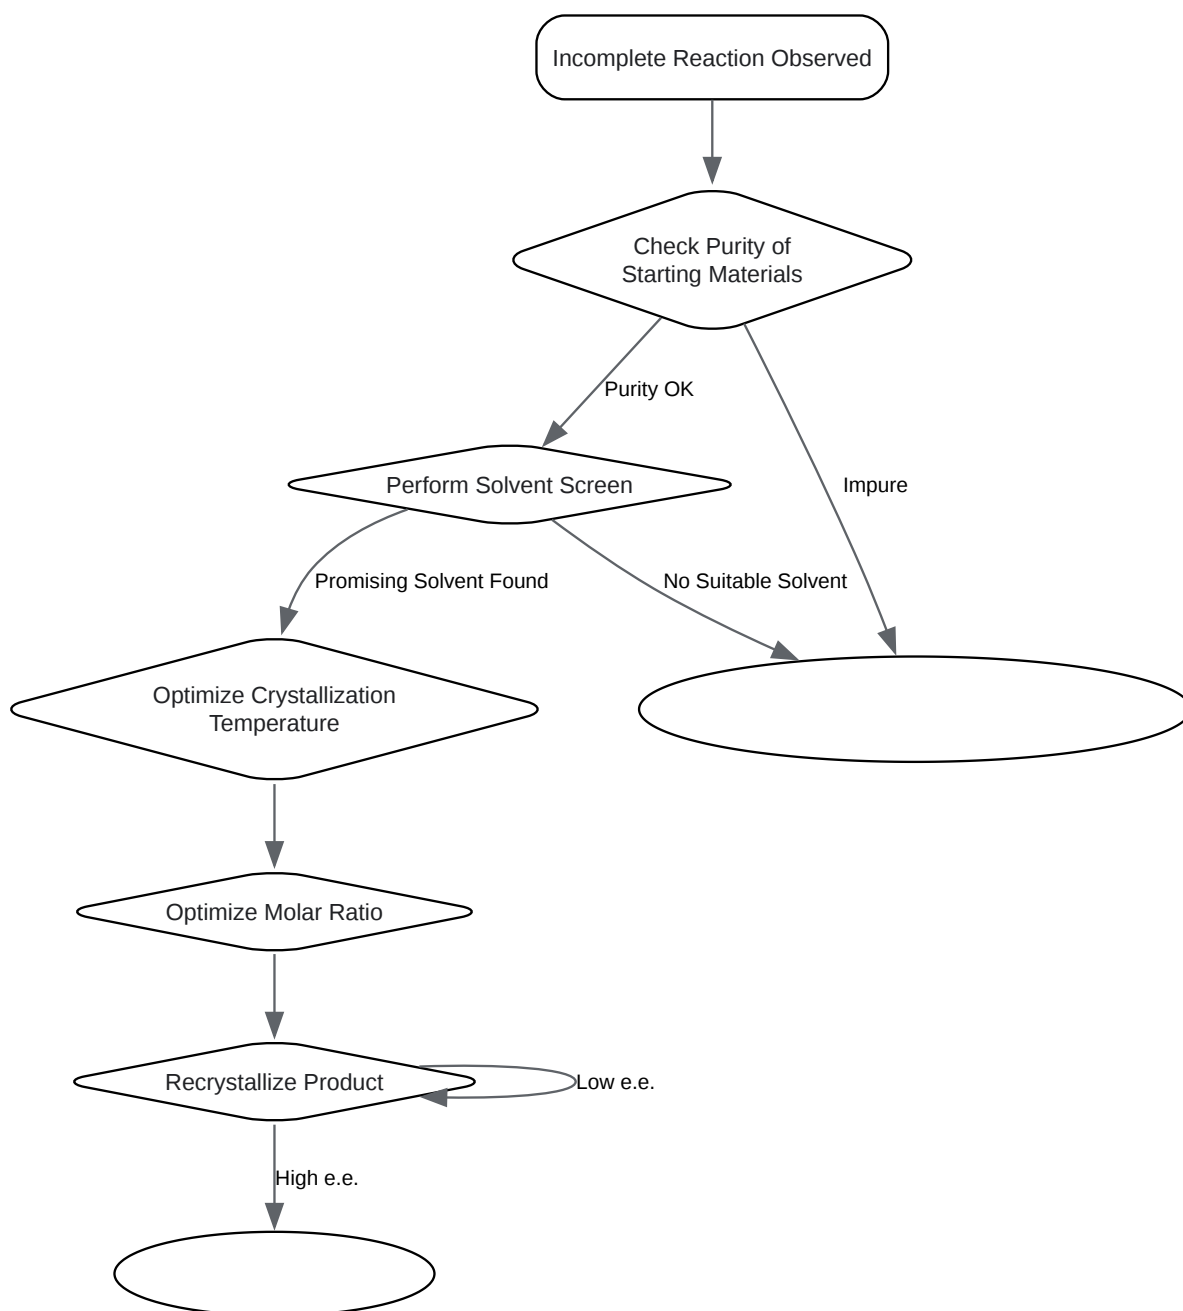 Incomplete Reaction Observed
Check Purity of
Starting Materials
Purity OK
Perform Solvent Screen
Impure
Promising Solvent Found
No Suitable Solvent
Optimize Crystallization
Temperature
Optimize Molar Ratio
Recrystallize Product
Low e.e.
High e.e.